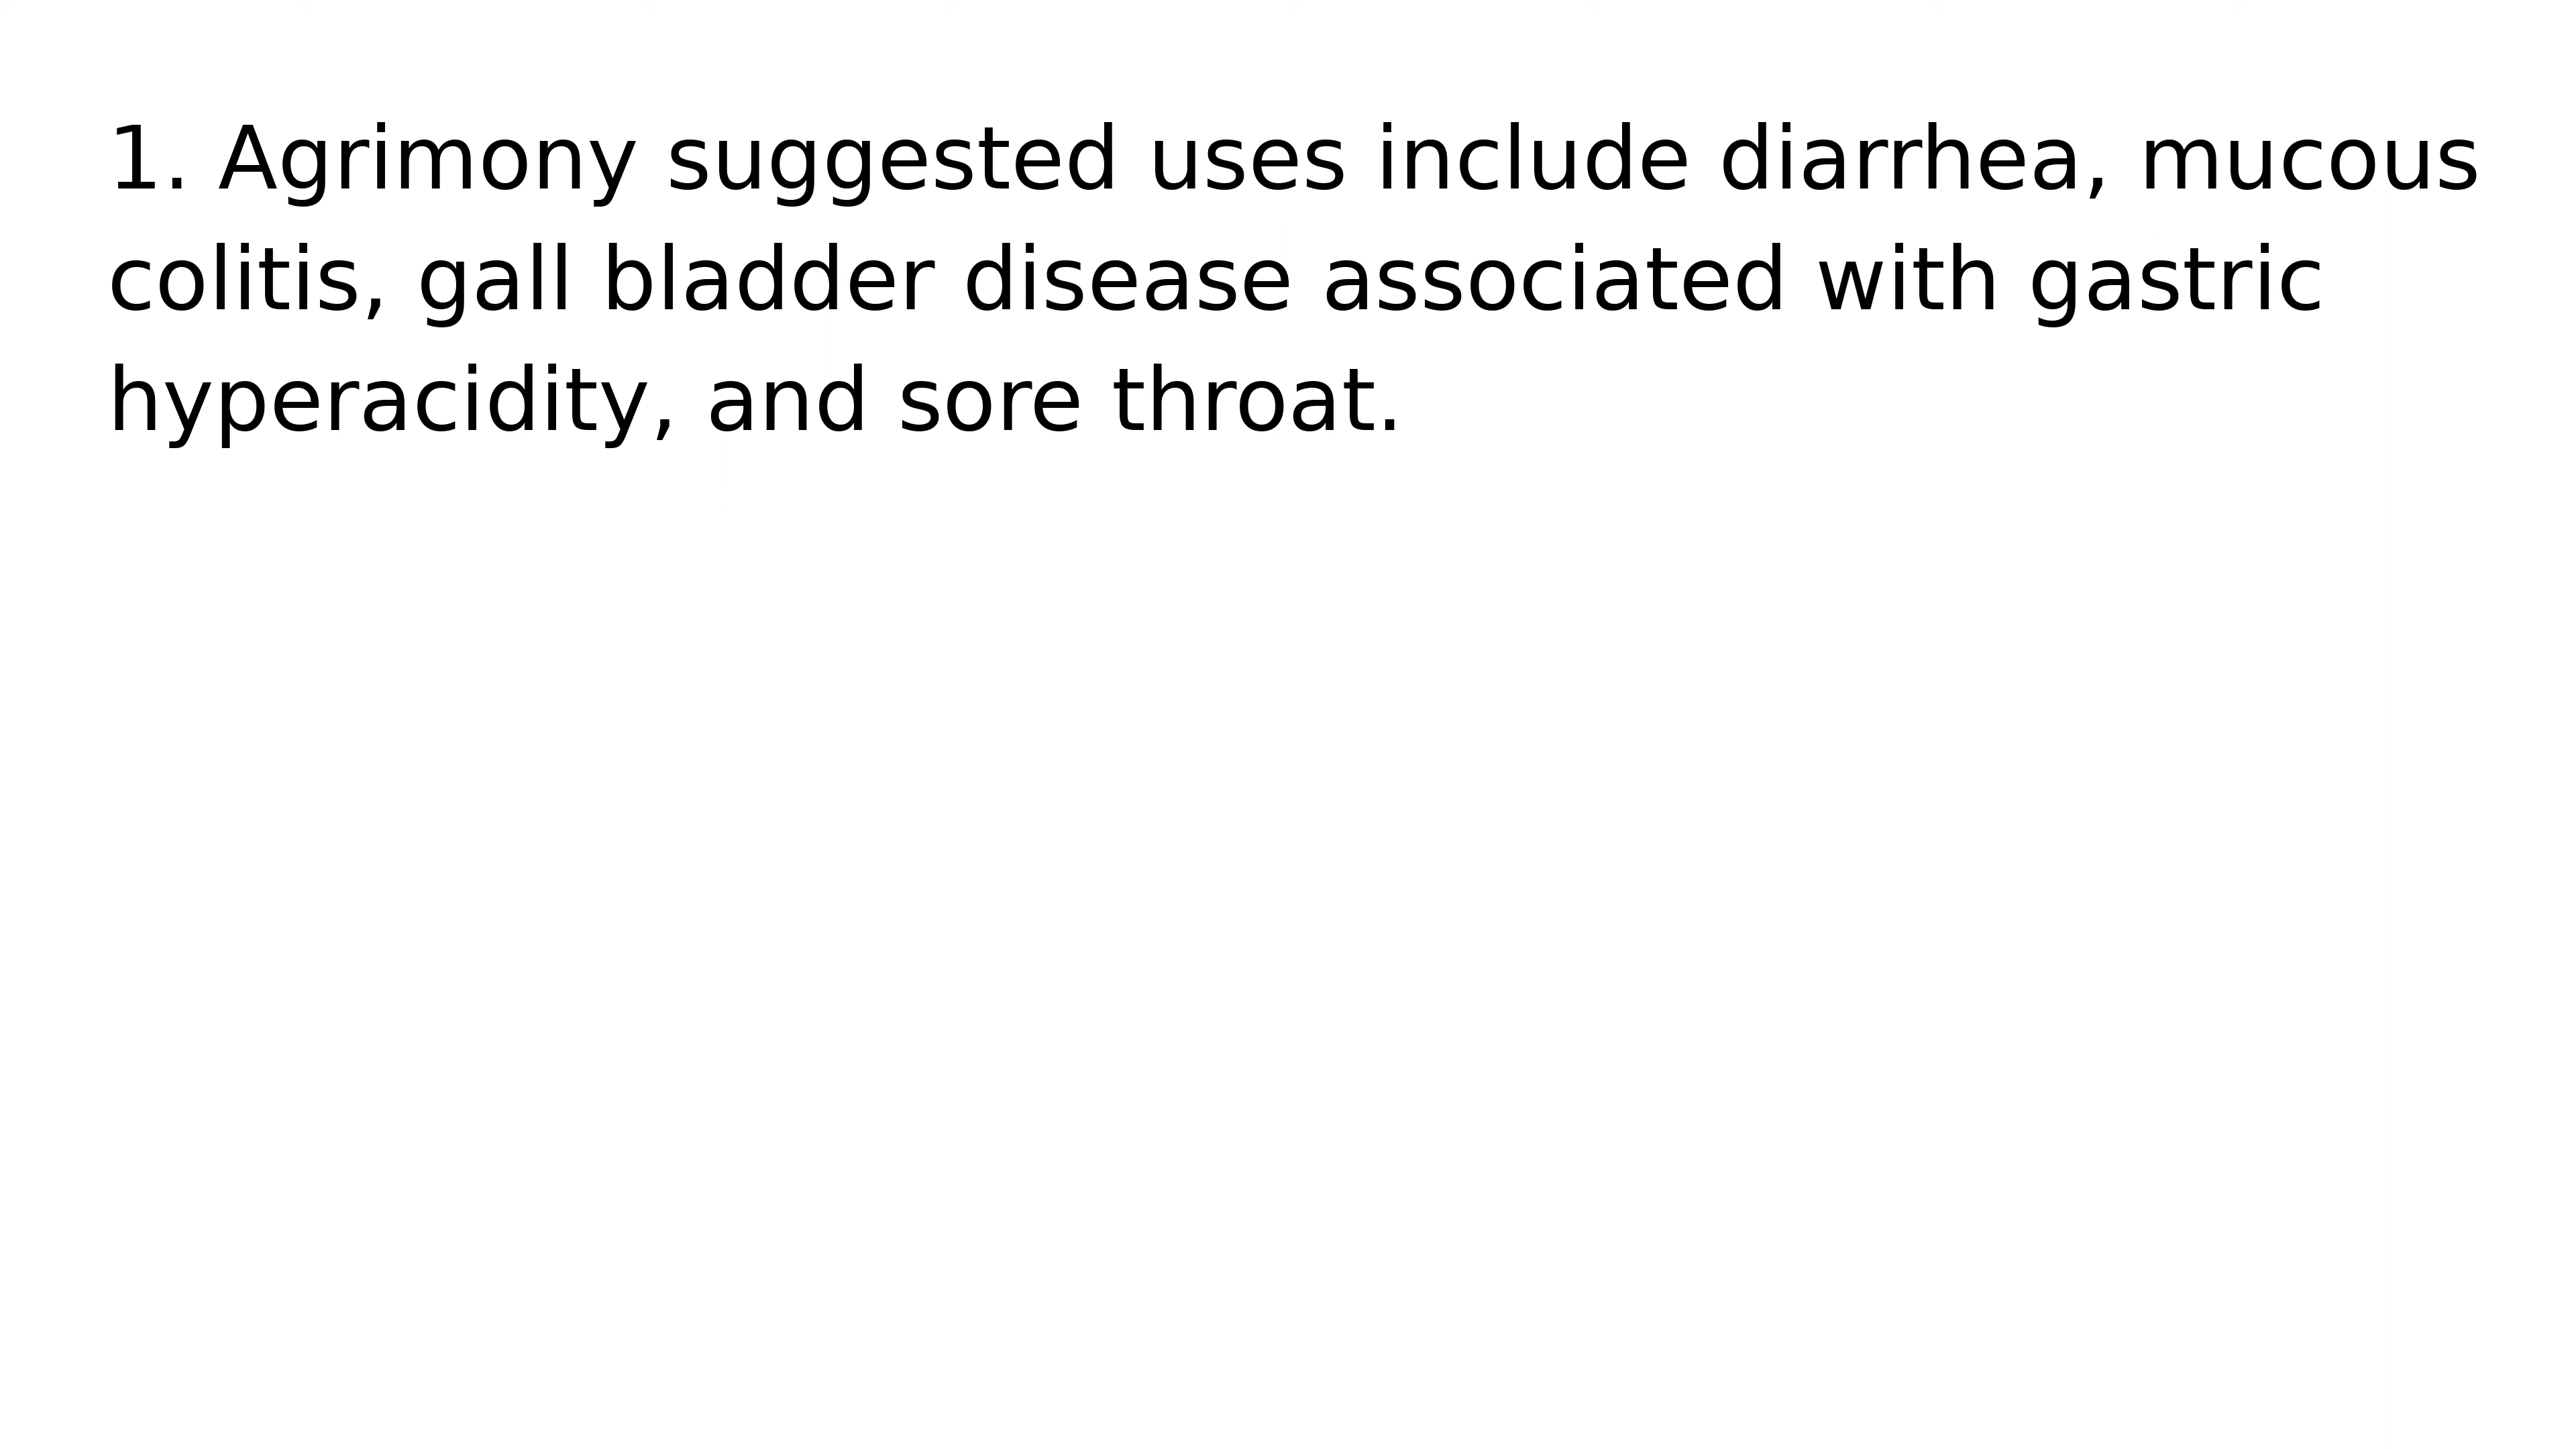 1. Agrimony suggested uses include diarrhea, mucous
colitis, gall bladder disease associated with gastric
hyperacidity, and sore throat.